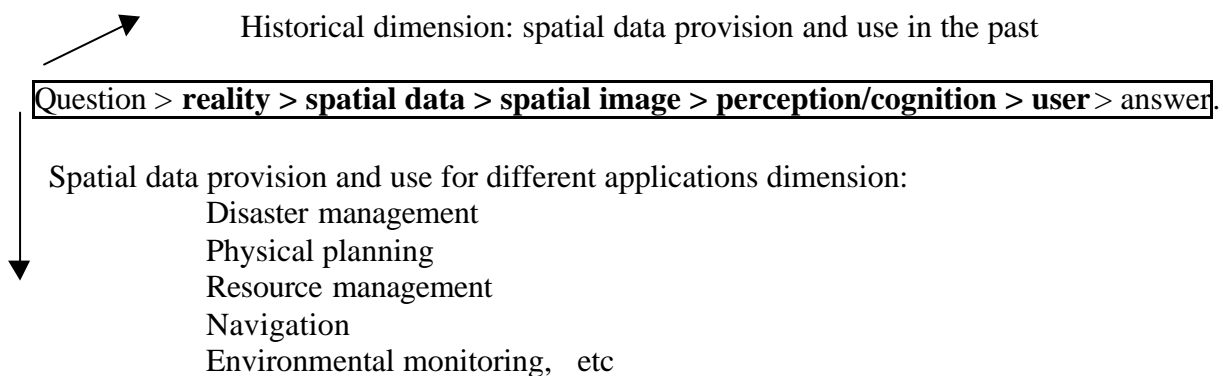 Historical dimension: spatial data provision and use in the past
Question > reality > spatial data > spatial image > perception/cognition > user > answer.
Spatial data provision and use for different applications dimension:
Disaster management
Physical planning
Resource management
Navigation
Environmental monitoring, etc